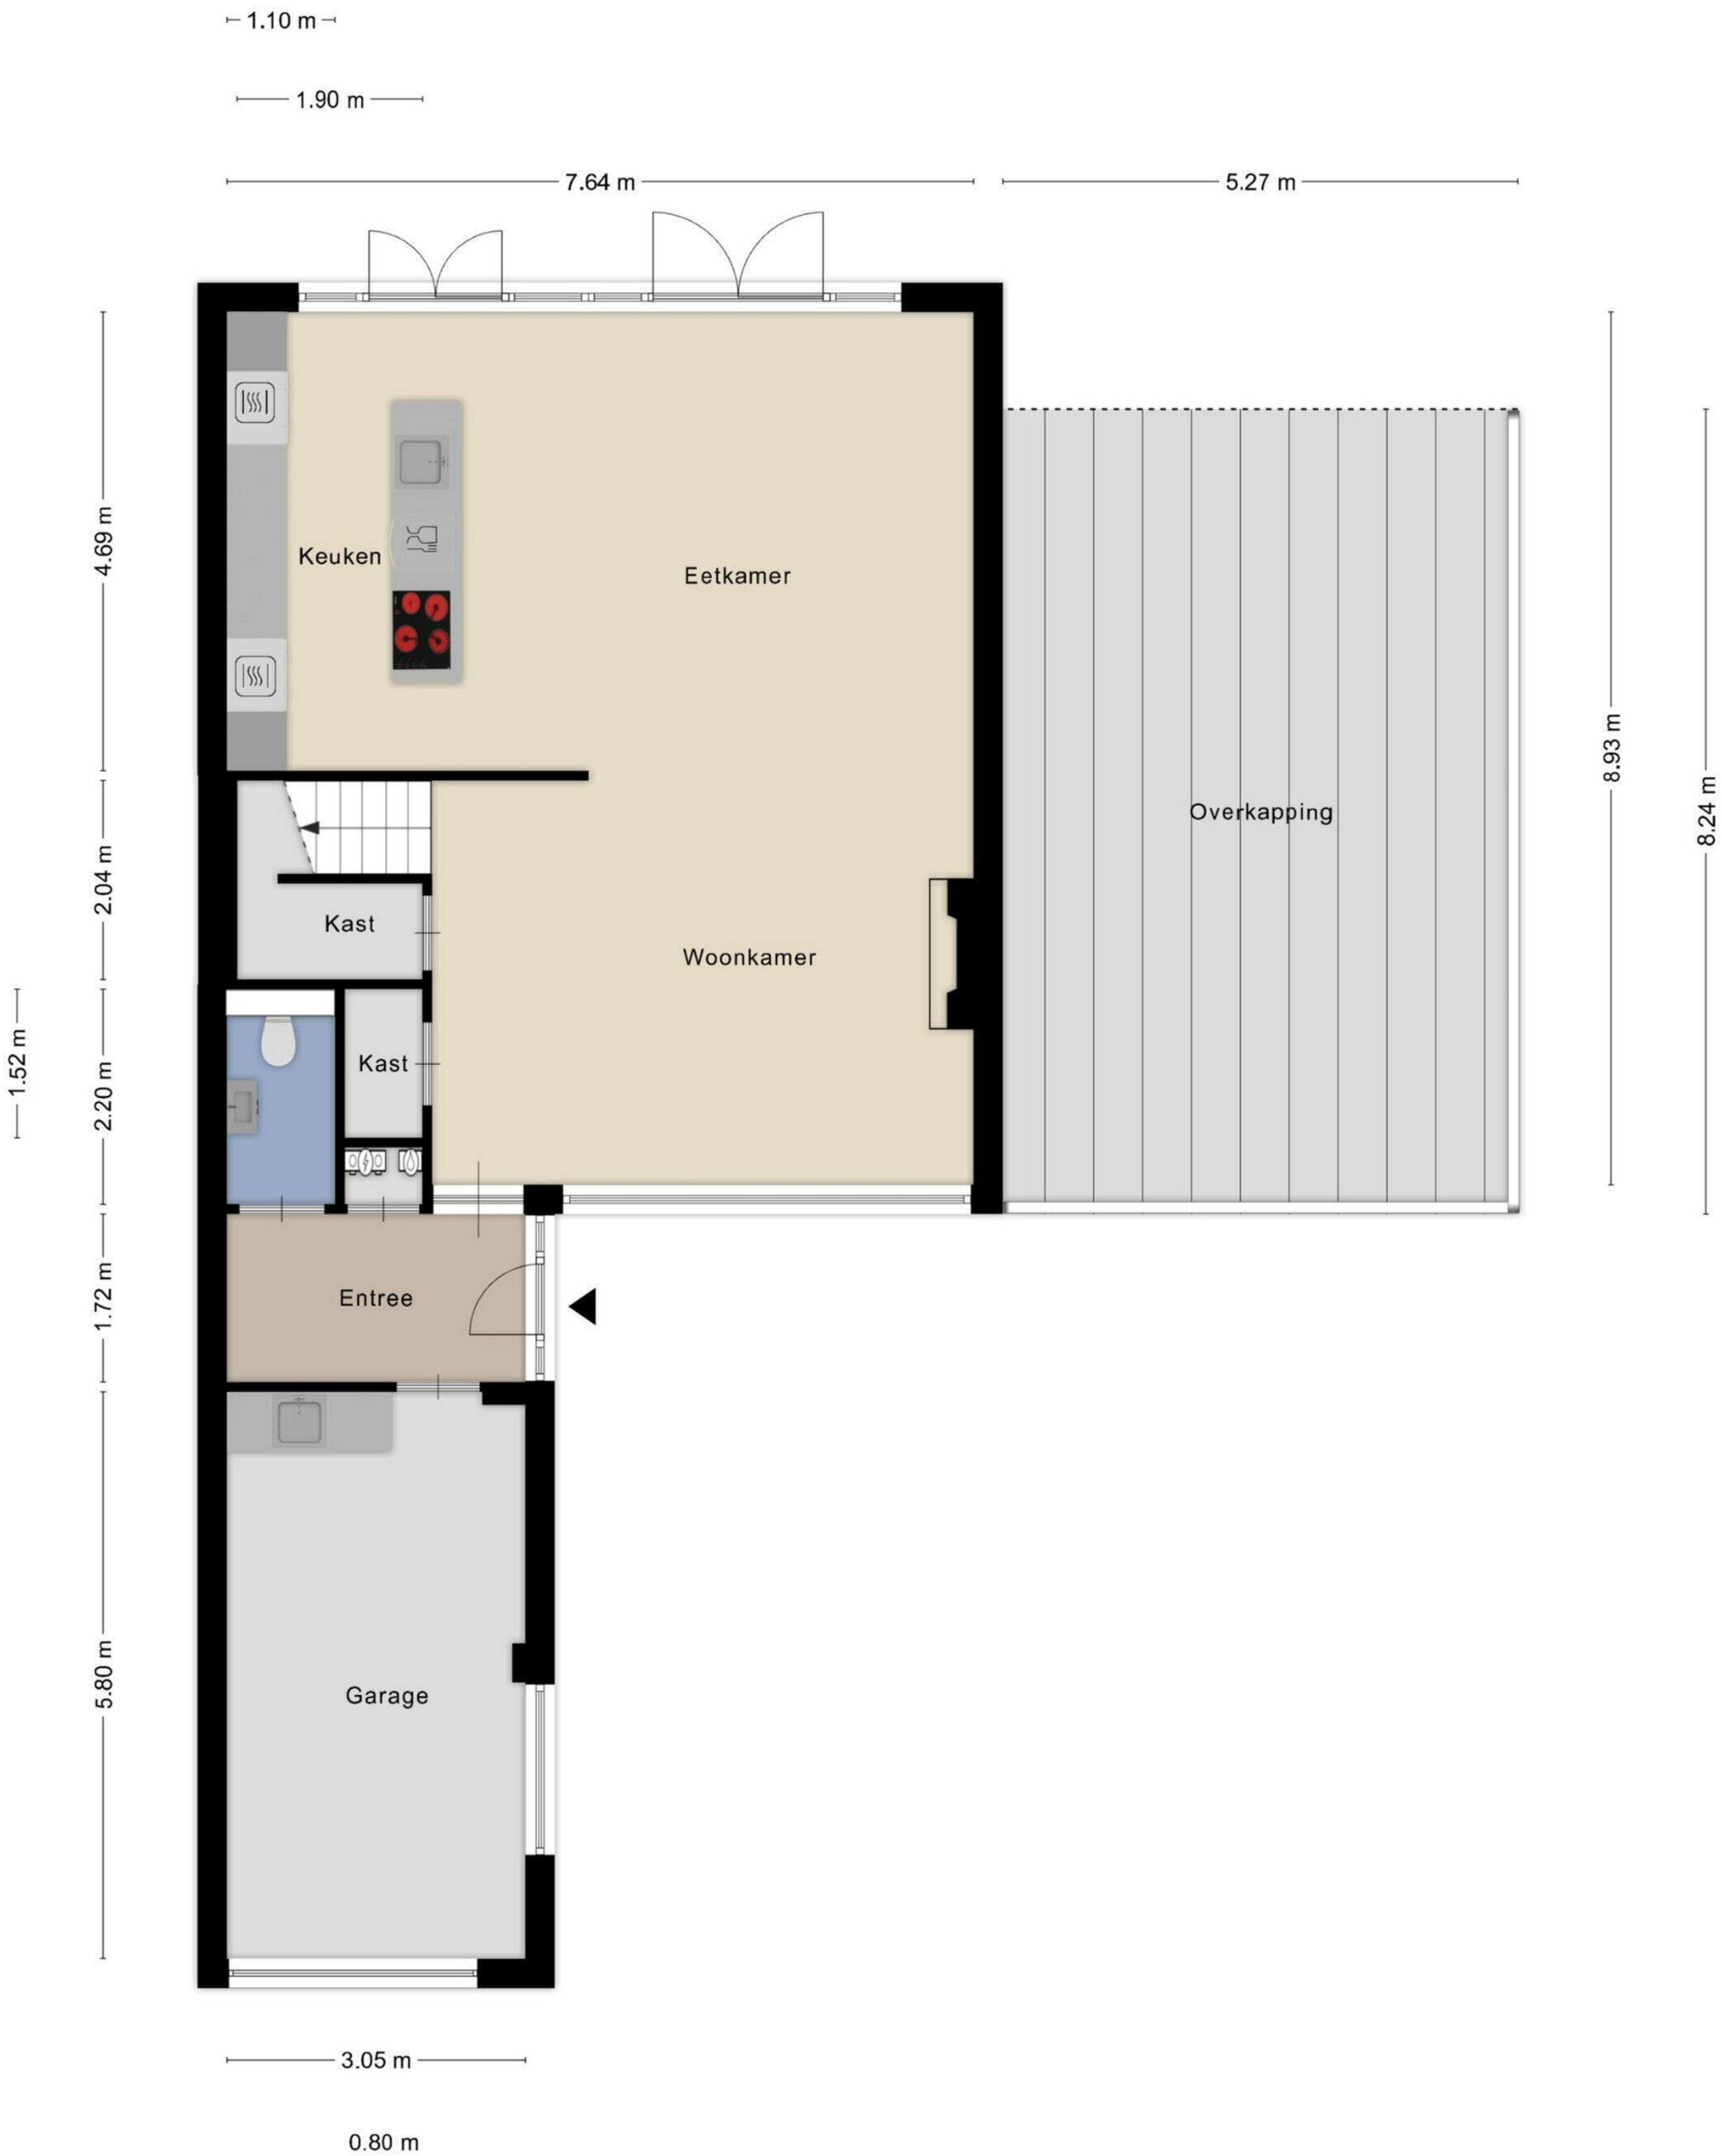 1.10 m
1.90 m
7.64 m
5.27 m
4.69 m
Keuken
Eetkamer
8.93 m
8.24 m
Overkapping
2.04 m
Kast
Woonkamer
1.52 m
2.20 m
Kast
1.72 m
Entree
5.80 m
Garage
3.05 m
0.80 m